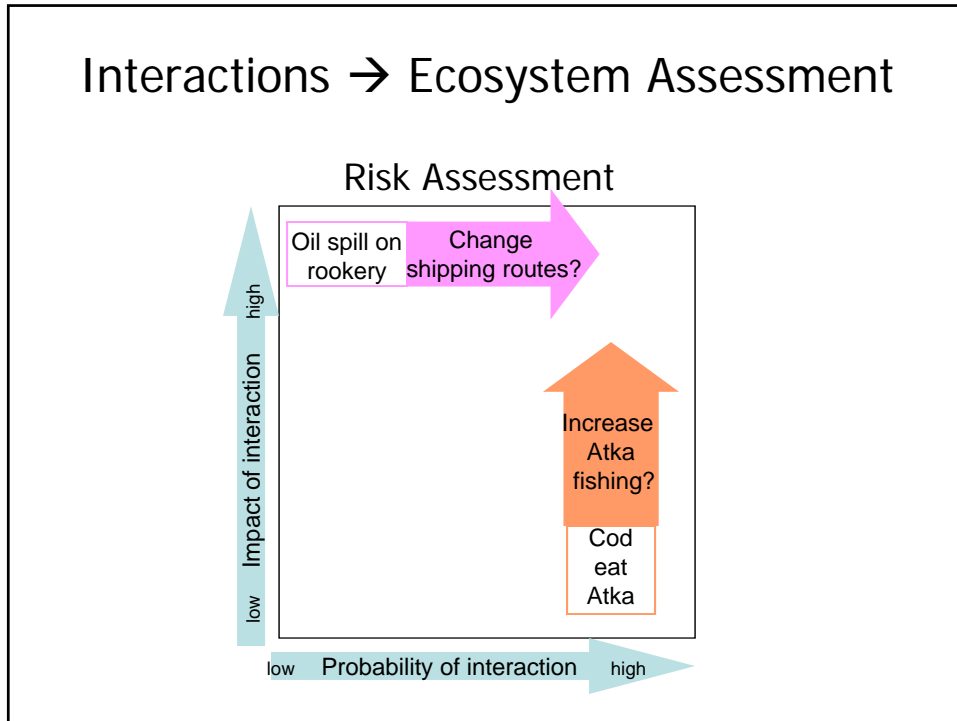 Interactions → Ecosystem Assessment
Risk Assessment
Oil spill on
rookery
Change
shipping routes?
high
Impact of interaction
low
Increase
Atka
fishing?
Cod
eat
Atka
low Probability of interaction high